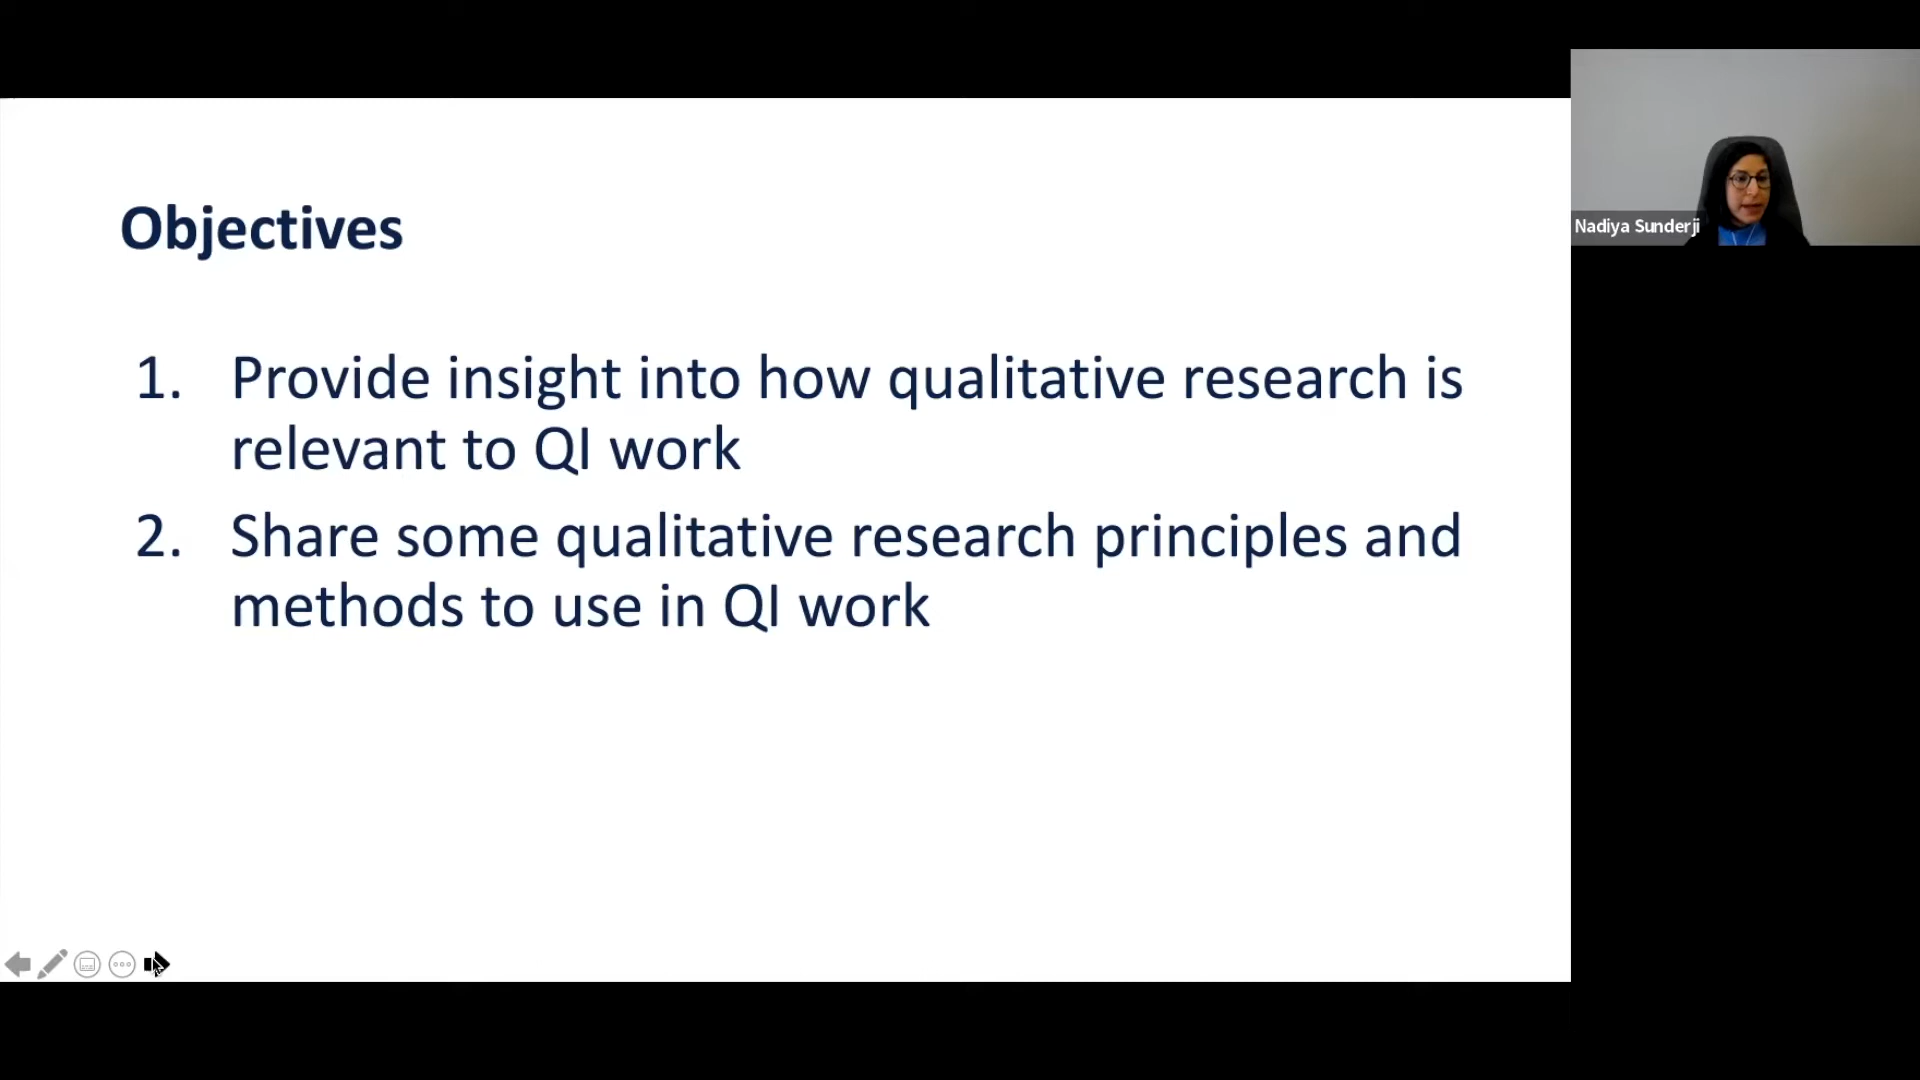 Objectives
1. Provide insight into how qualitative research is
relevant to QI work
2. Share some qualitative research principles and
methods to use in QI work
Nadiya Sunderji